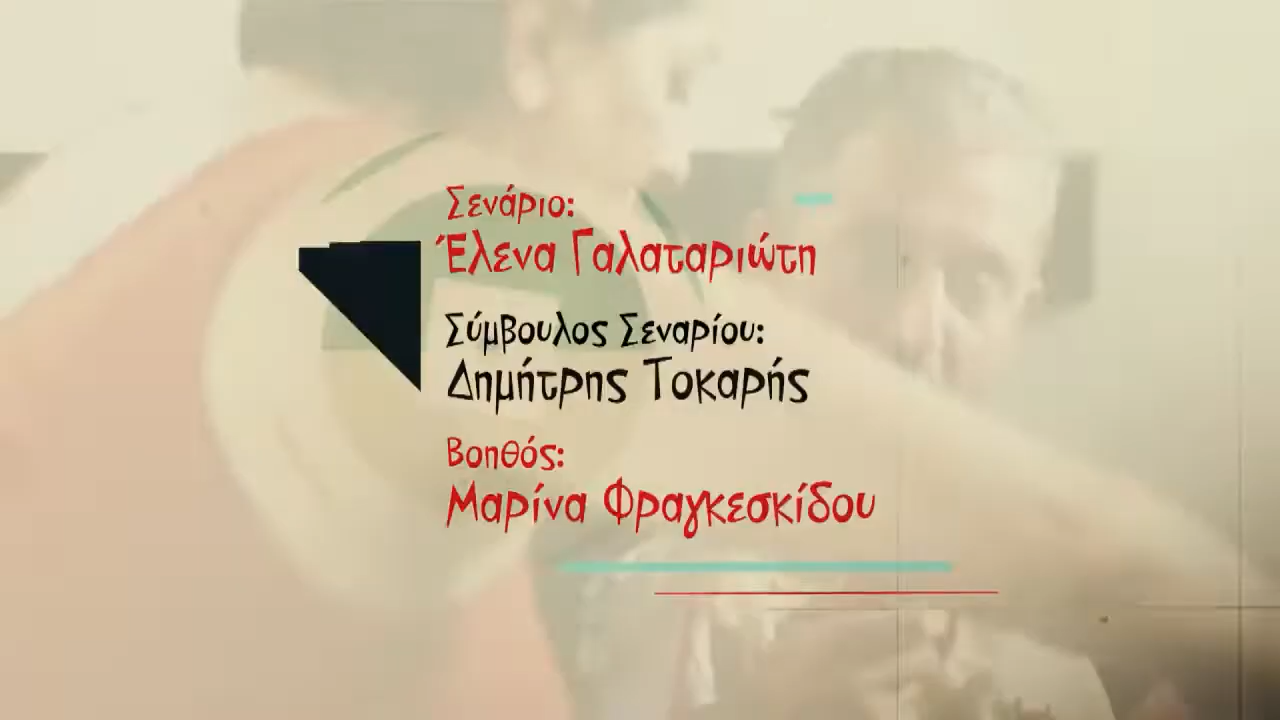 Σενάριο:
Έλενα Γαλαταριώτη
Σύμβουλος Σεναρίου:
Δημήτρης Τοκαρής
Βοηθός:
Μαρίνα Φραγκεσκίδου